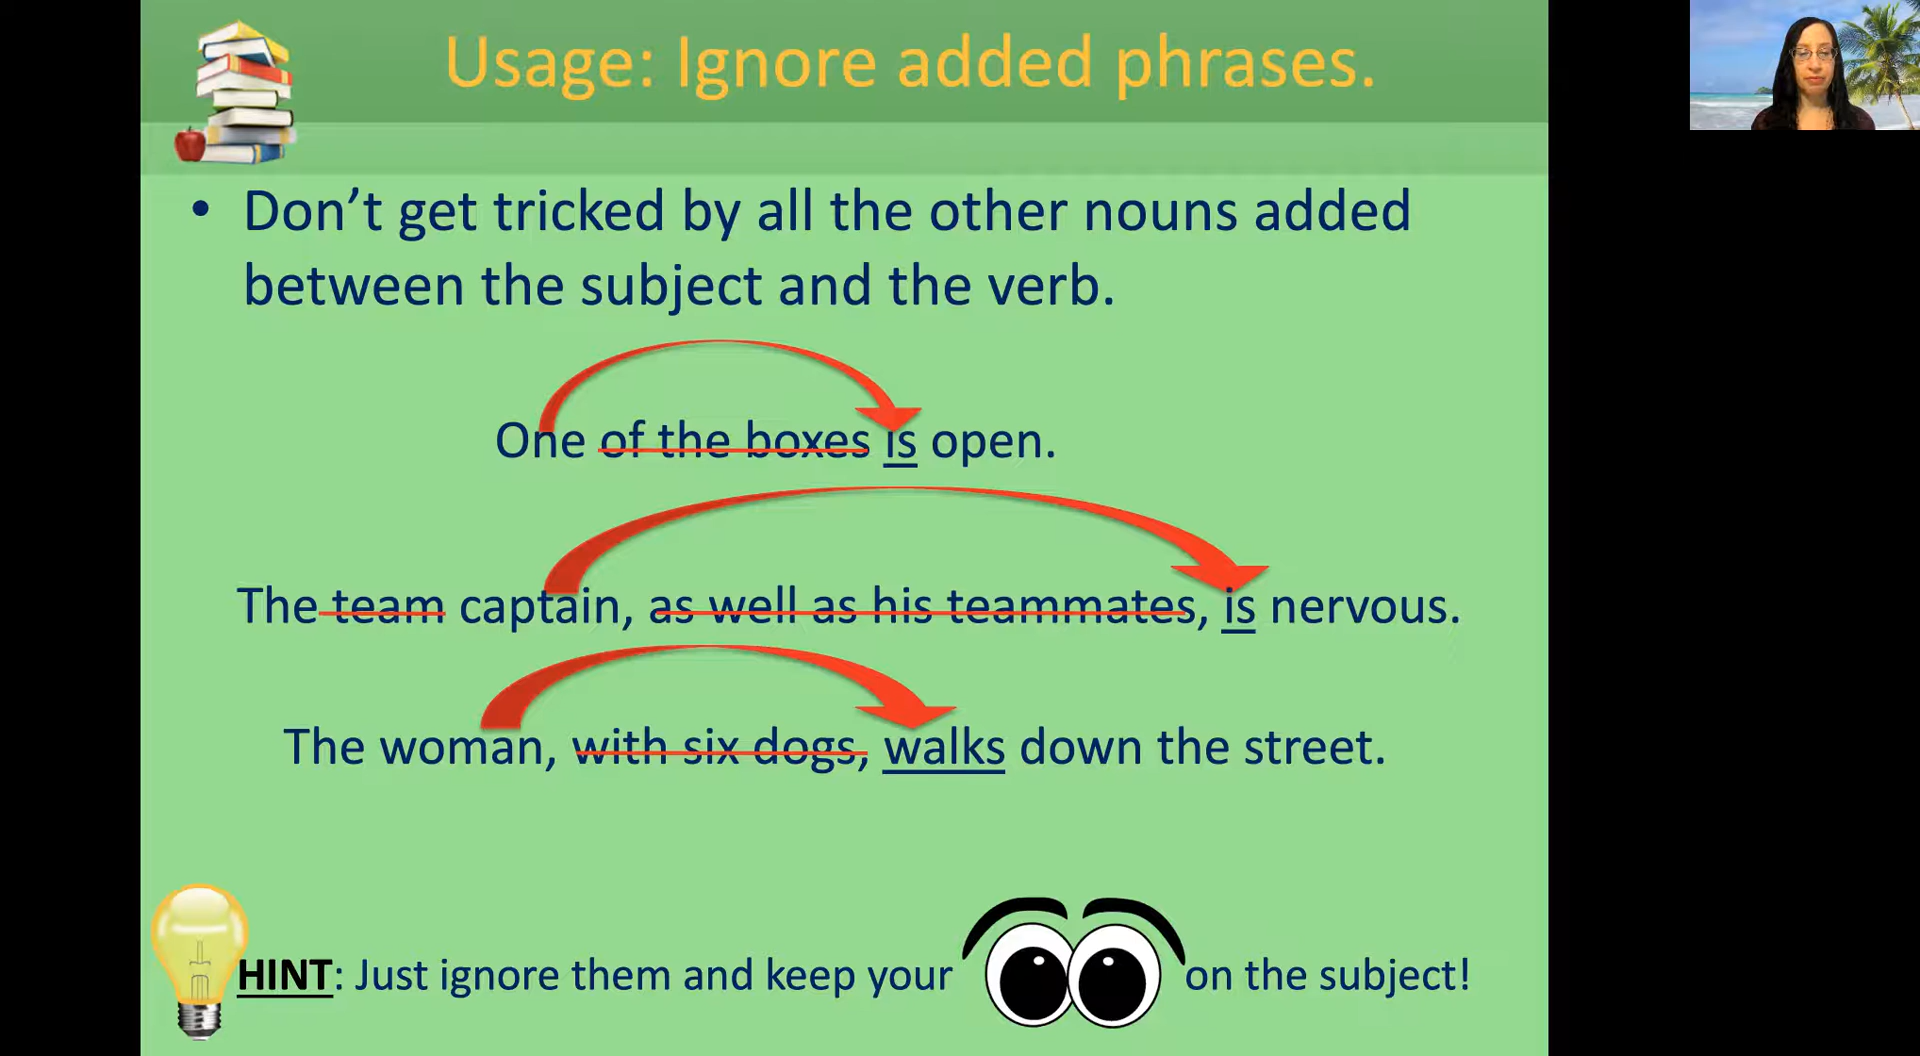 Usage: Ignore added phrases.
• Don’t get tricked by all the other nouns added
between the subject and the verb.
One of the boxes is open.
The team captain, as well as his teammates, is nervous.
The woman, with six dogs, walks down the street.
HINT: Just ignore them and keep your on the subject!